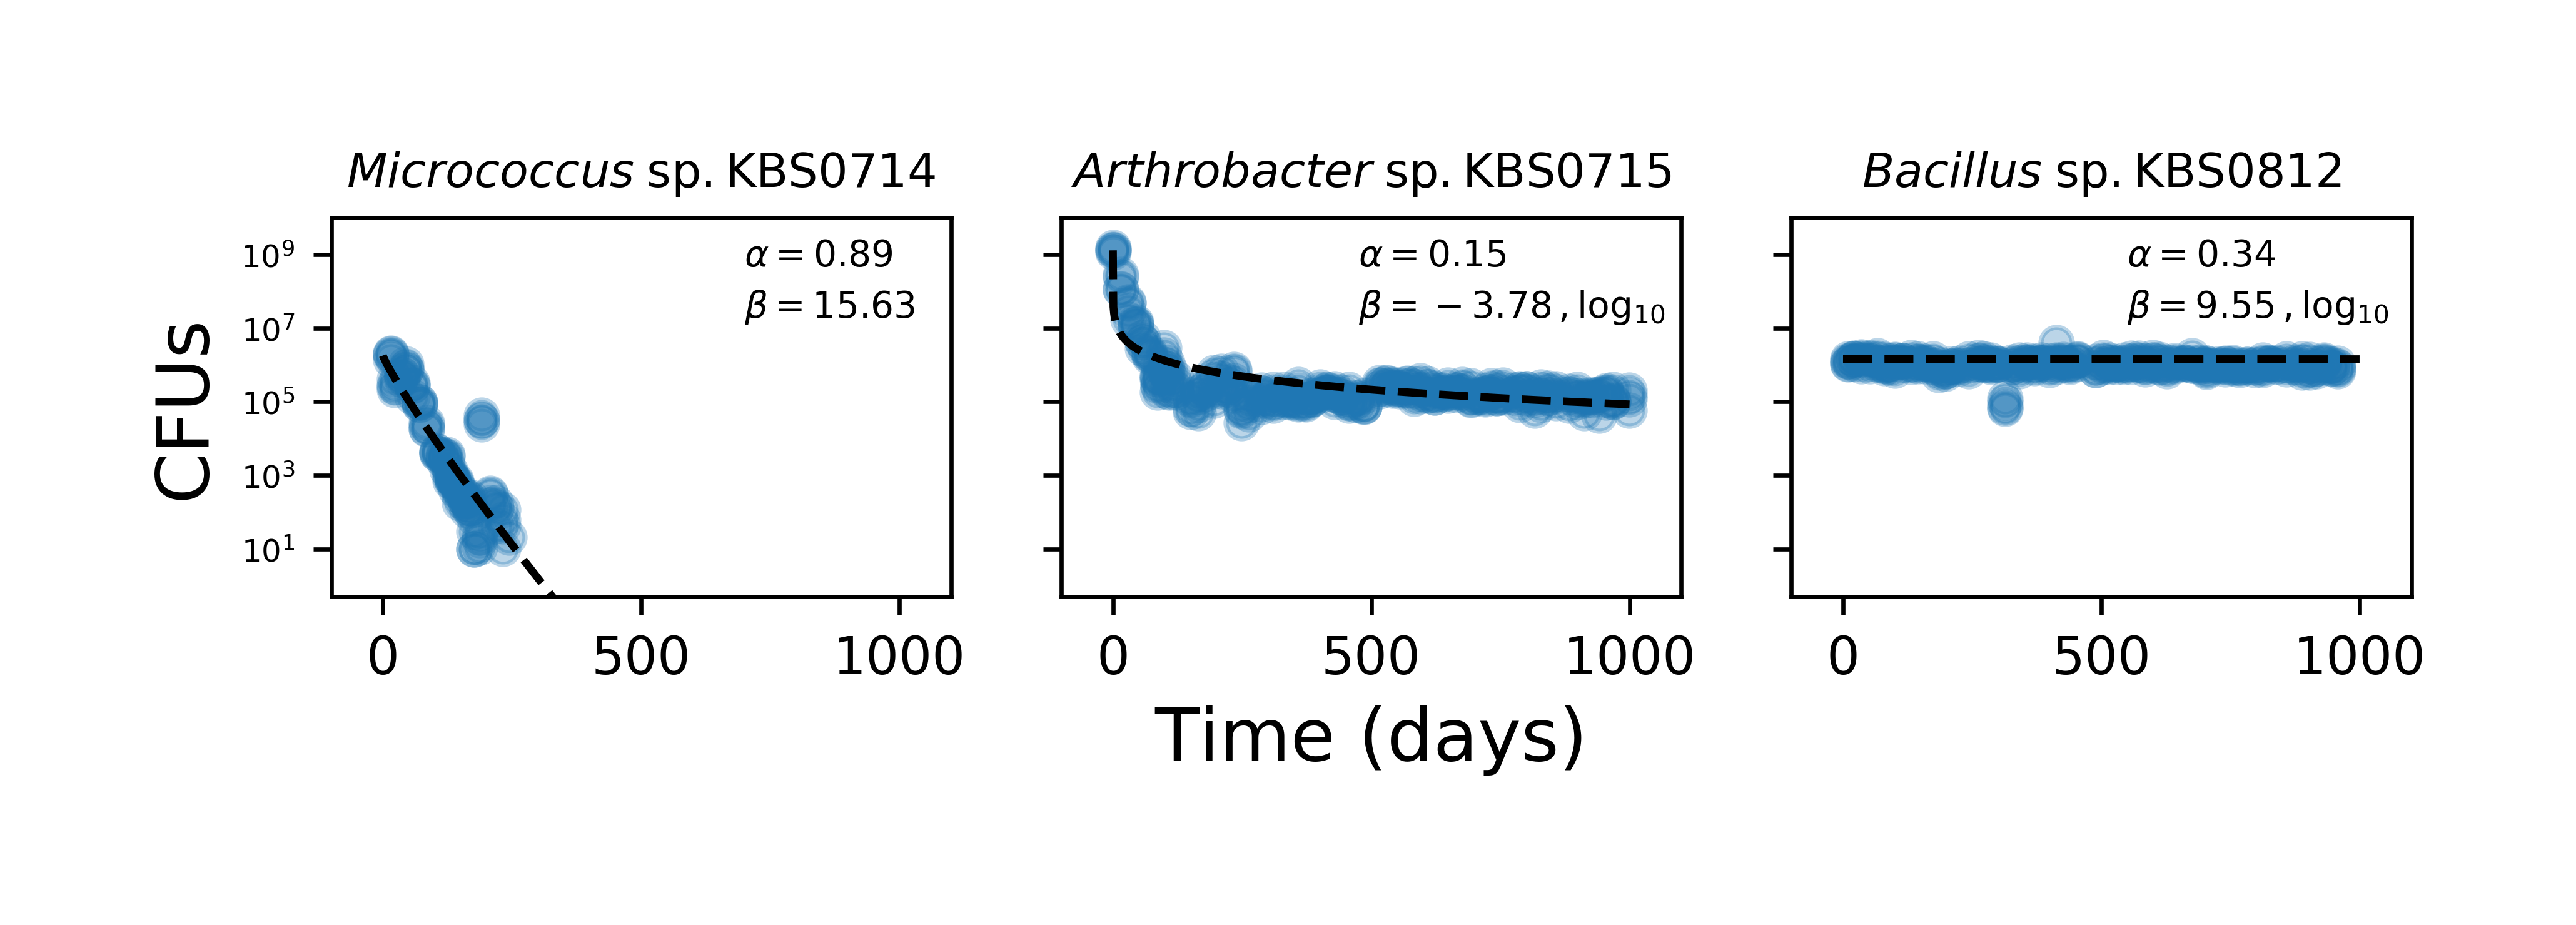 Micrococcus sp. KBS0714
Arthrobacter sp. KBS0715
Bacillus sp. KBS0812
α = 0.89
β = 15.63
α = 0.15
β = −3.78 , log₁₀
α = 0.34
β = 9.55 , log₁₀
10⁹
10⁷
10⁵
10³
10¹
CFUs
0 500 1000
0 500 1000
0 500 1000
Time (days)